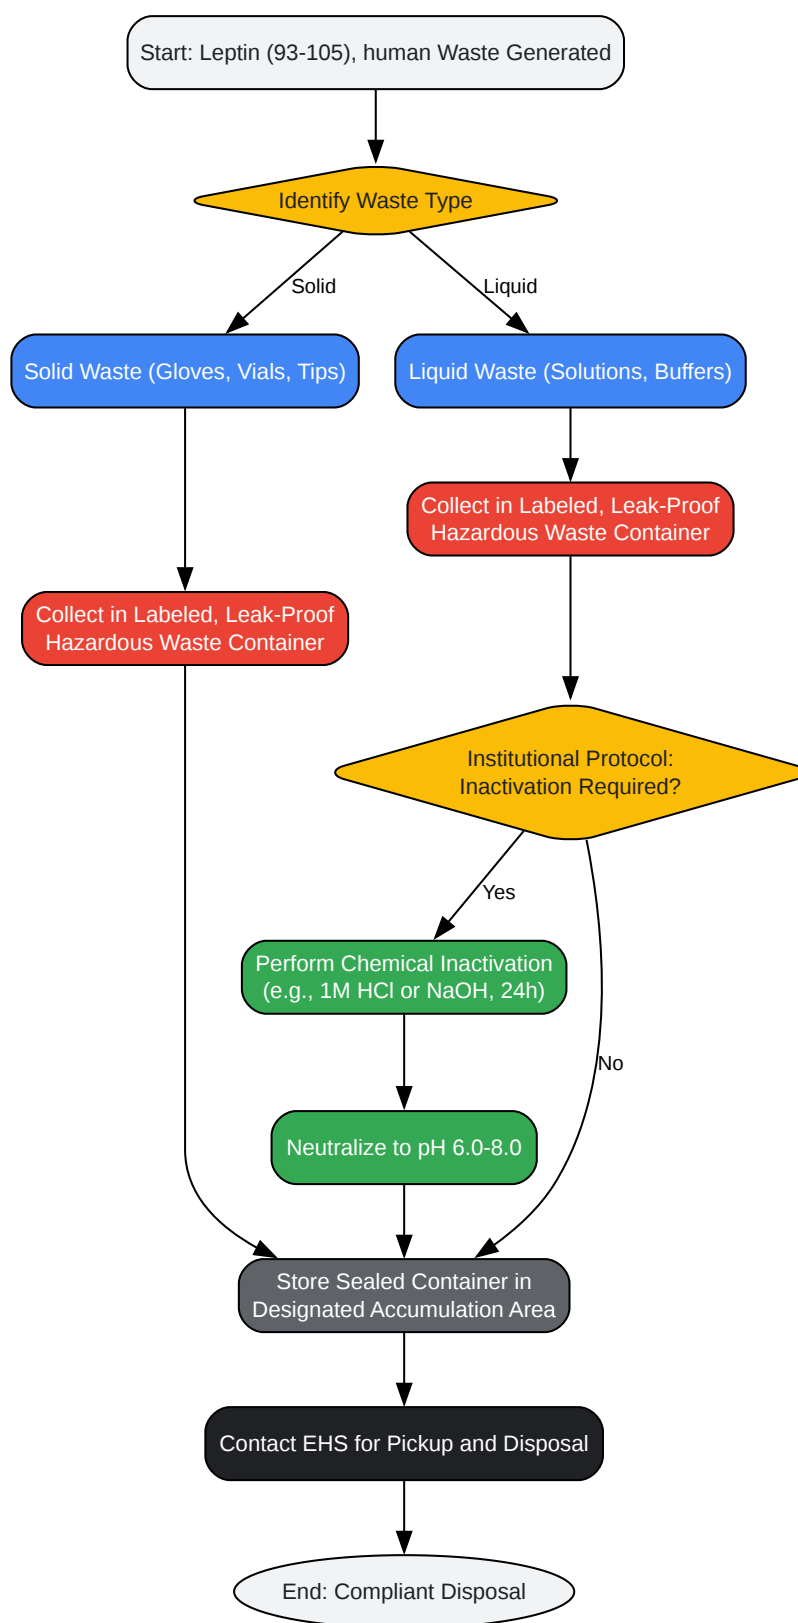 Start: Leptin (93-105), human Waste Generated
Identify Waste Type
Solid
Liquid
Solid Waste (Gloves, Vials, Tips)
Liquid Waste (Solutions, Buffers)
Collect in Labeled, Leak-Proof
Hazardous Waste Container
Collect in Labeled, Leak-Proof
Hazardous Waste Container
Institutional Protocol:
Inactivation Required?
Yes
Perform Chemical Inactivation
(e.g., 1M HCl or NaOH, 24h)
No
Neutralize to pH 6.0-8.0
Store Sealed Container in
Designated Accumulation Area
Contact EHS for Pickup and Disposal
End: Compliant Disposal